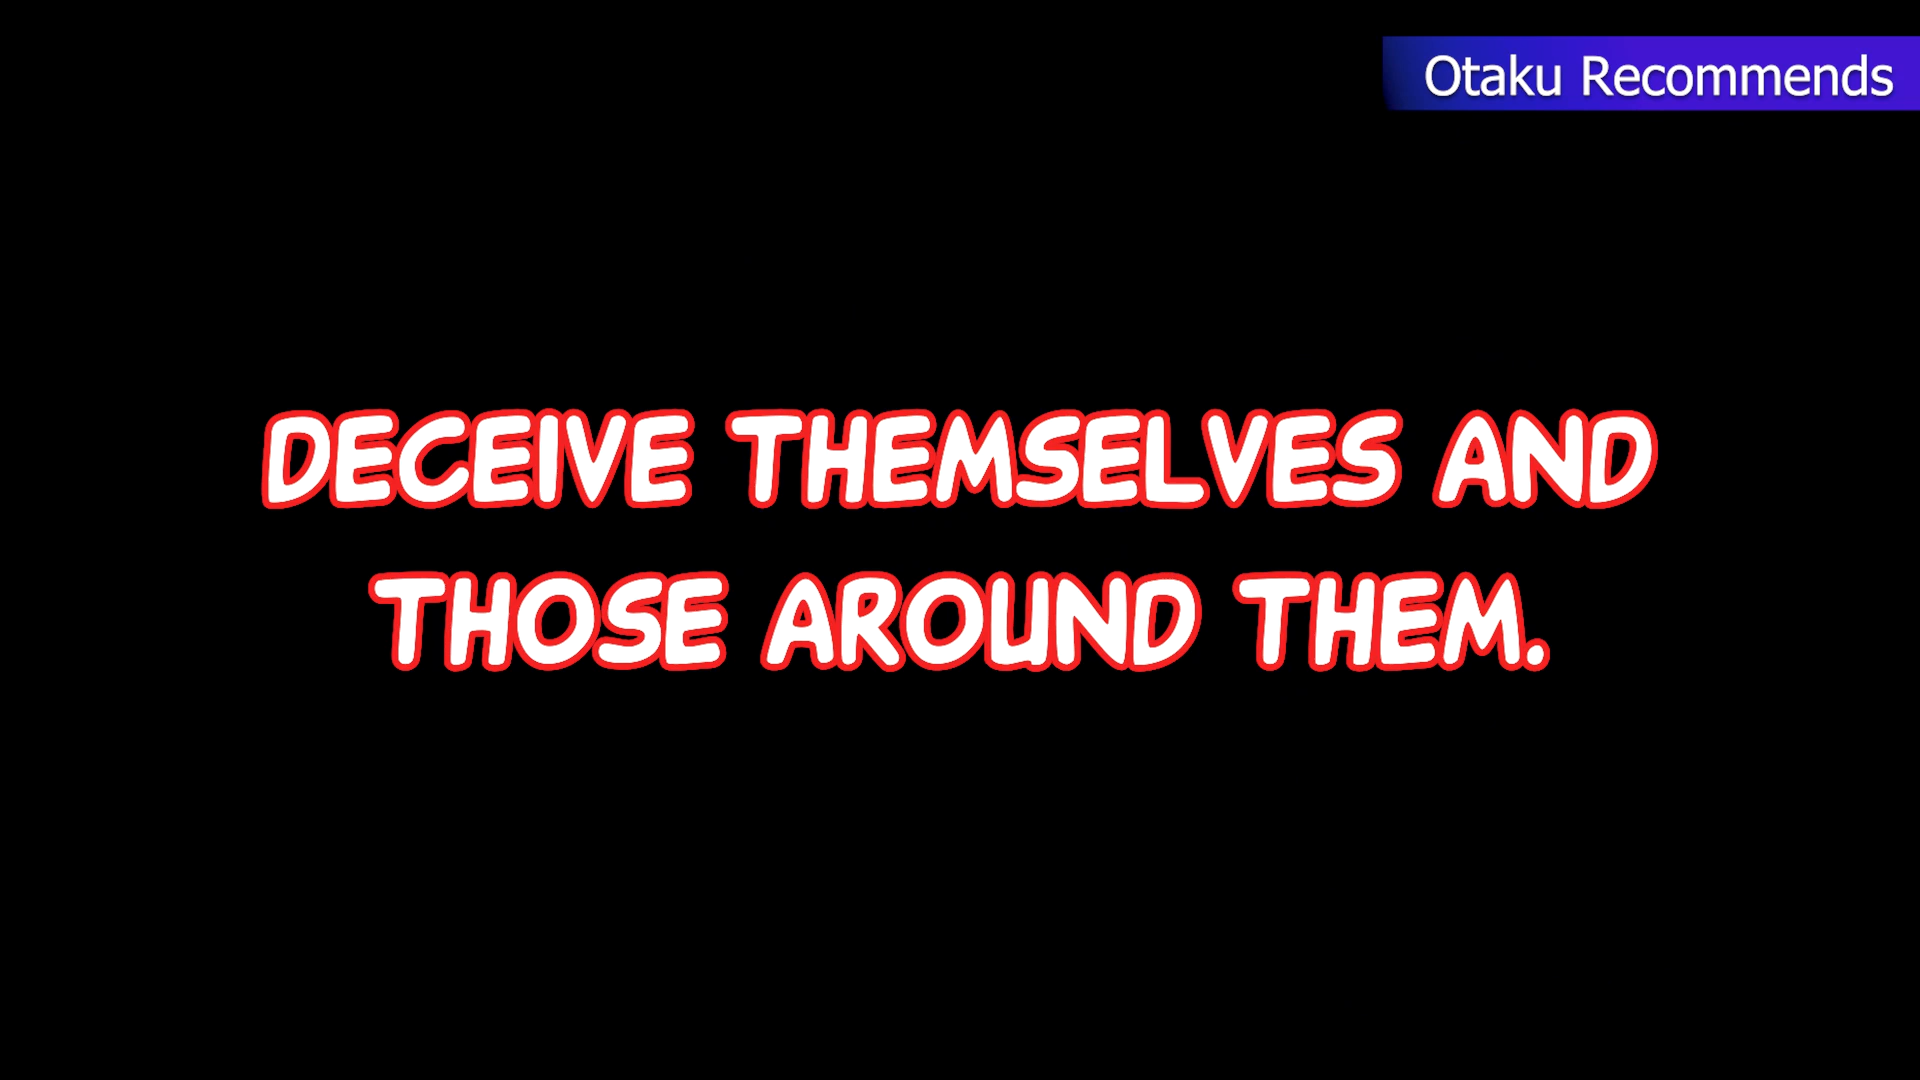 Otaku Recommends
DECEIVE THEMSELVES AND
THOSE AROUND THEM.